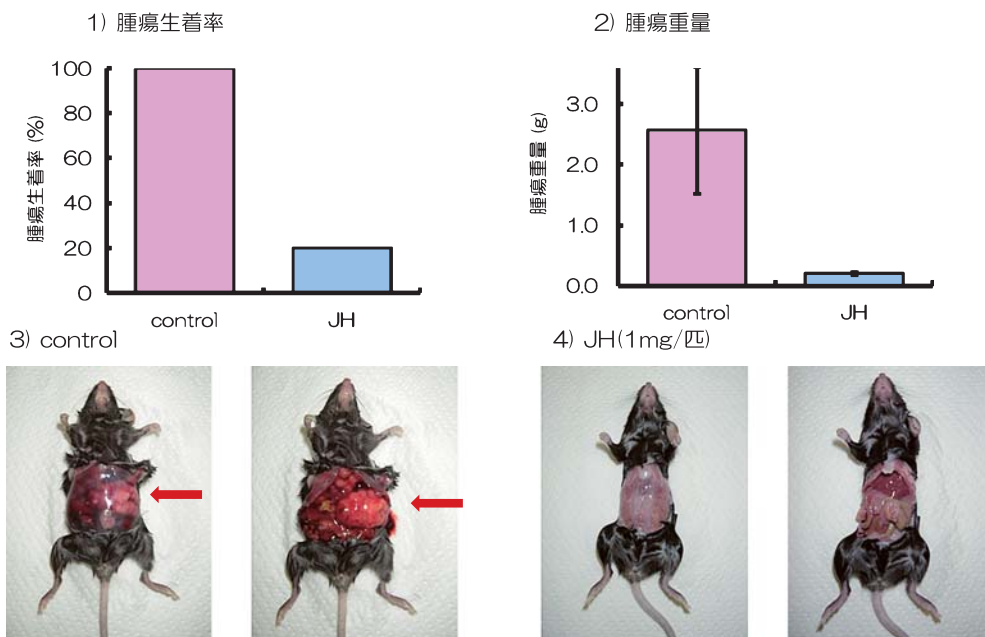 1) 腫瘍生着率
腫瘍生着率 (%)
100
80
60
40
20
0
control
JH
2) 腫瘍重量
腫瘍重量 (g)
3.0
2.0
1.0
0.0
control
JH
3) control
4) JH(1mg/匹)